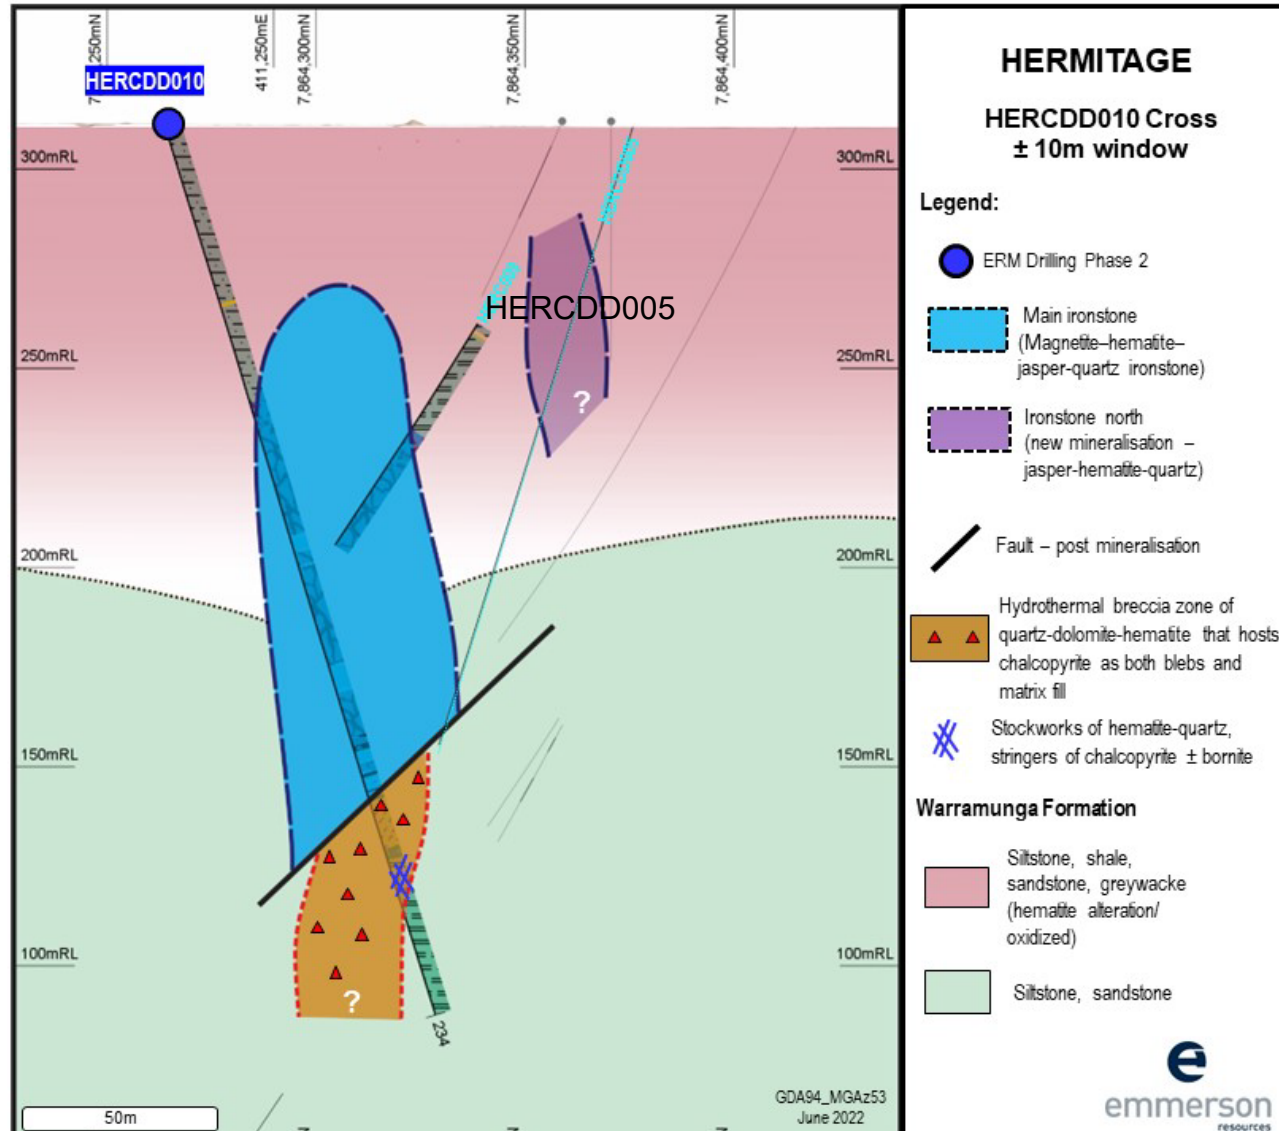 7,864,250mN
411,250mE
7,864,300mN
7,864,350mN
7,864,400mN
HERCDD010
300mRL
300mRL
HERCDD005
250mRL
250mRL
?
200mRL
200mRL
150mRL
150mRL
100mRL
100mRL
?
234
50m
GDA94_MGAz53
June 2022
HERMITAGE
HERCDD010 Cross
± 10m window
Legend:
ERM Drilling Phase 2
Main ironstone
(Magnetite–hematite–
jasper-quartz ironstone)
Ironstone north
(new mineralisation –
jasper-hematite-quartz)
Fault – post mineralisation
Hydrothermal breccia zone of
quartz-dolomite-hematite that hosts
chalcopyrite as both blebs and
matrix fill
Stockworks of hematite-quartz,
stringers of chalcopyrite ± bornite
Warramunga Formation
Siltstone, shale,
sandstone, greywacke
(hematite alteration/
oxidized)
Siltstone, sandstone
e
emmerson
resources